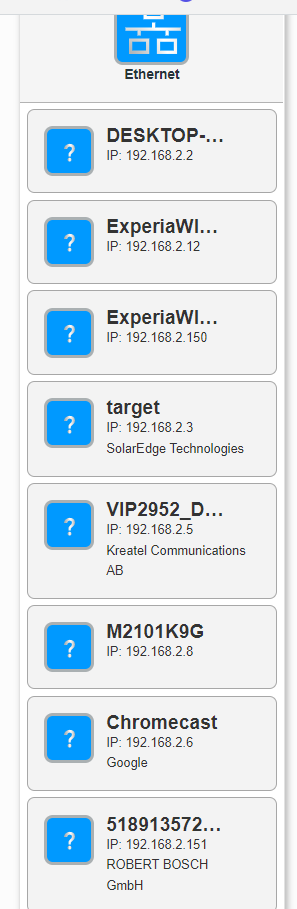 Ethernet
DESKTOP-...
IP: 192.168.2.2
ExperiaWI...
IP: 192.168.2.12
ExperiaWI...
IP: 192.168.2.150
target
IP: 192.168.2.3
SolarEdge Technologies
VIP2952_D...
IP: 192.168.2.5
Kreatel Communications
AB
M2101K9G
IP: 192.168.2.8
Chromecast
IP: 192.168.2.6
Google
518913572...
IP: 192.168.2.151
ROBERT BOSCH
GmbH